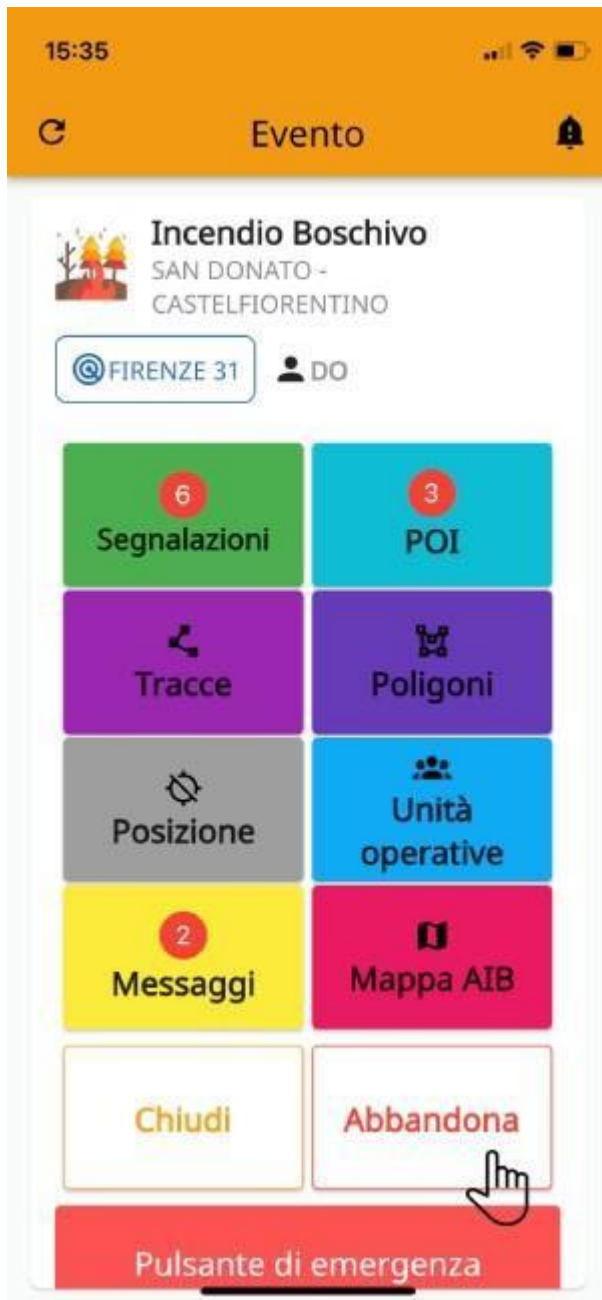 15:35
Evento
Incendio Boschivo
SAN DONATO -
CASTELFIORENTINO
FIRENZE 31 DO
6 3
Segnalazioni POI
Tracce Poligoni
Posizione Unità
operative
2
Messaggi Mappa AIB
Chiudi Abbandona
Pulsante di emergenza